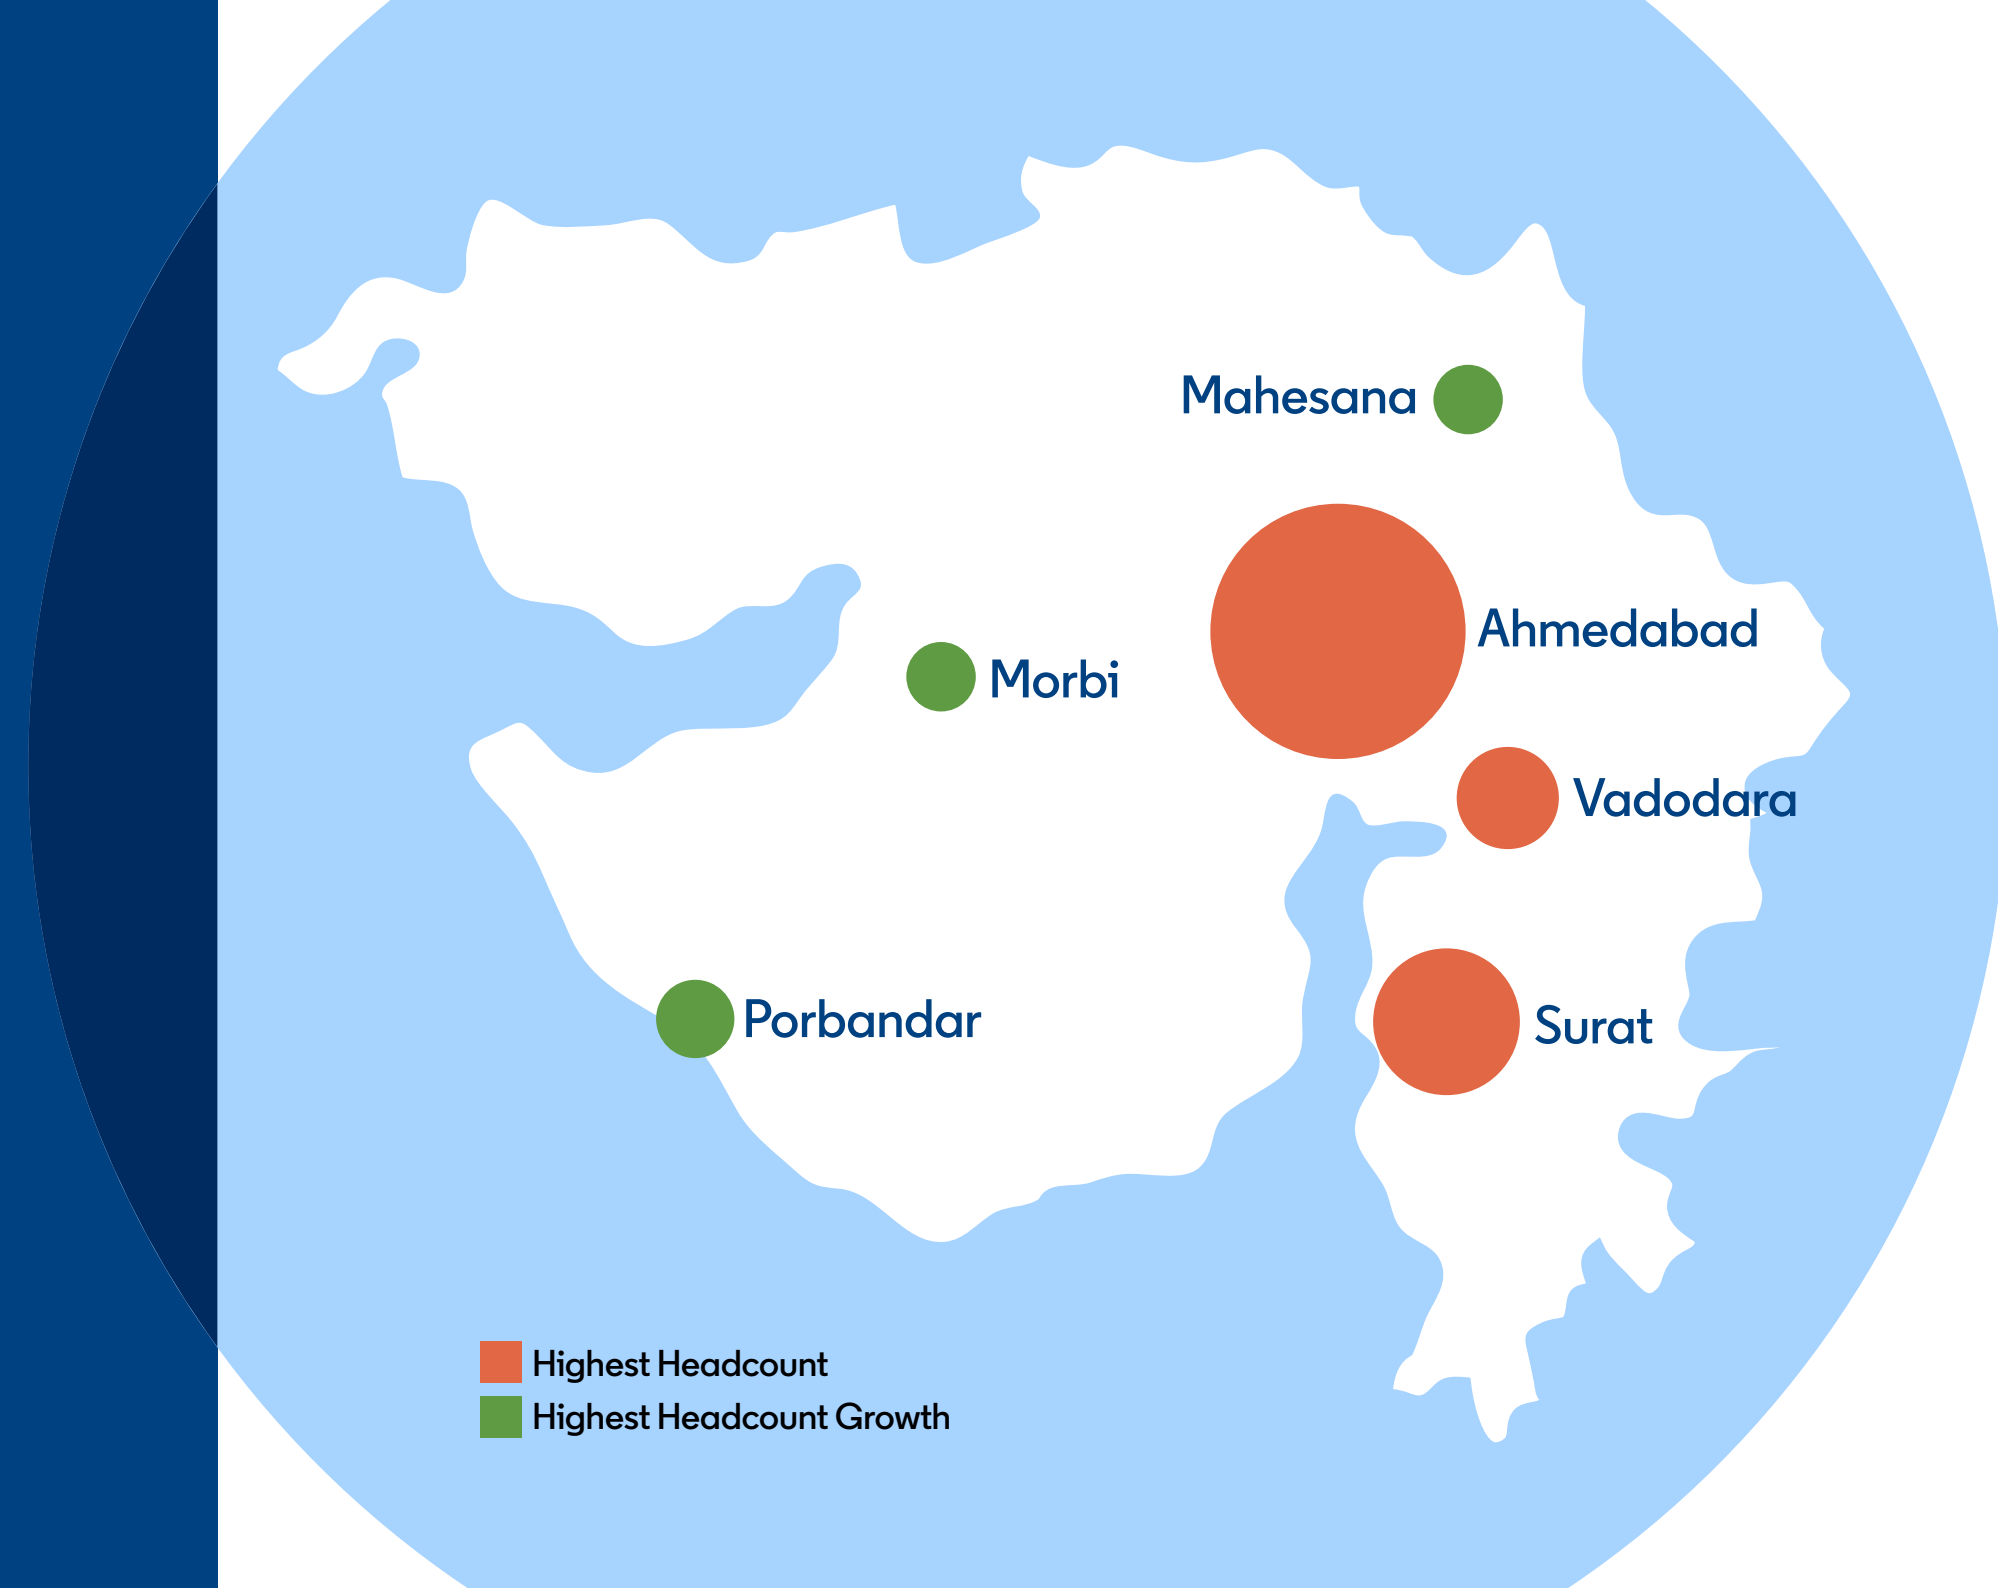 Mahesana
Ahmedabad
Morbi
Vadodara
Porbandar
Surat
Highest Headcount
Highest Headcount Growth